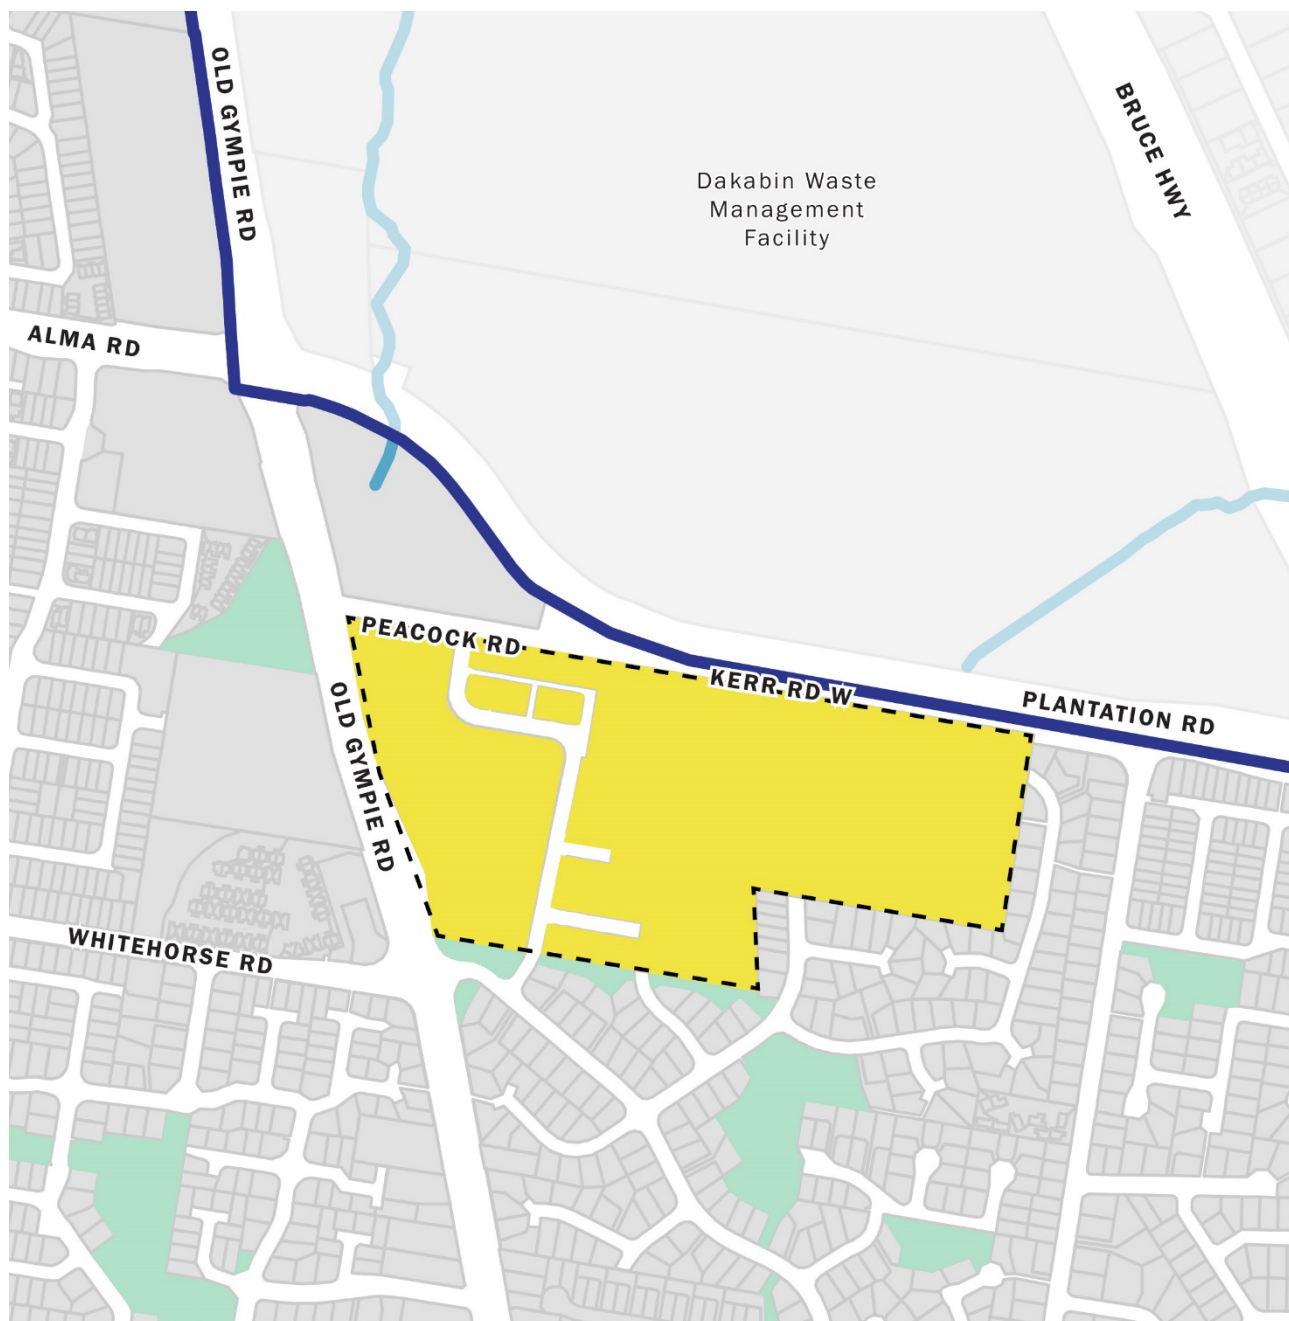 OLD GYMPIE RD
BRUCE HWY
Dakabin Waste
Management
Facility
ALMA RD
PEACOCK RD
KERR RD W
PLANTATION RD
OLD GYMPIE RD
WHITEHORSE RD